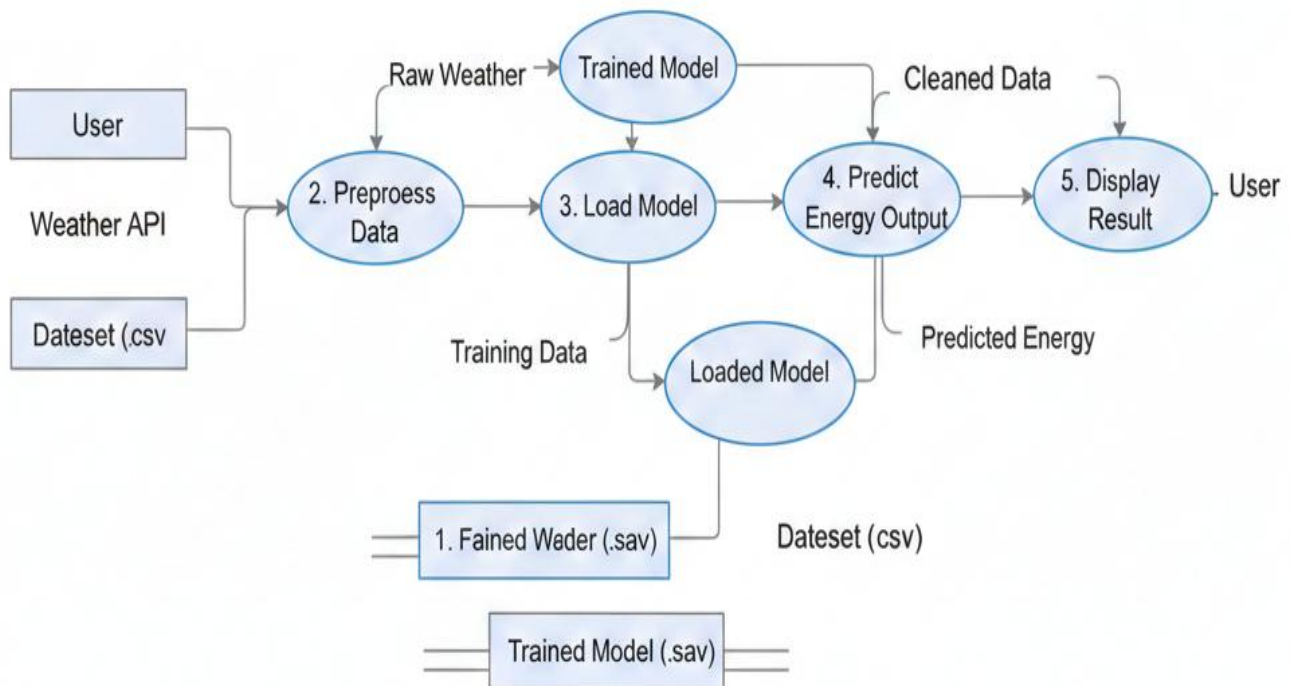 Trained Model
Raw Weather
Cleaned Data
User
2. Preproess
Data
3. Load Model
4. Predict
Energy Output
5. Display
Result
User
Weather API
Dateset (.csv
Training Data
Loaded Model
Predicted Energy
1. Fained Wader (.sav)
Dateset (csv)
Trained Model (.sav)